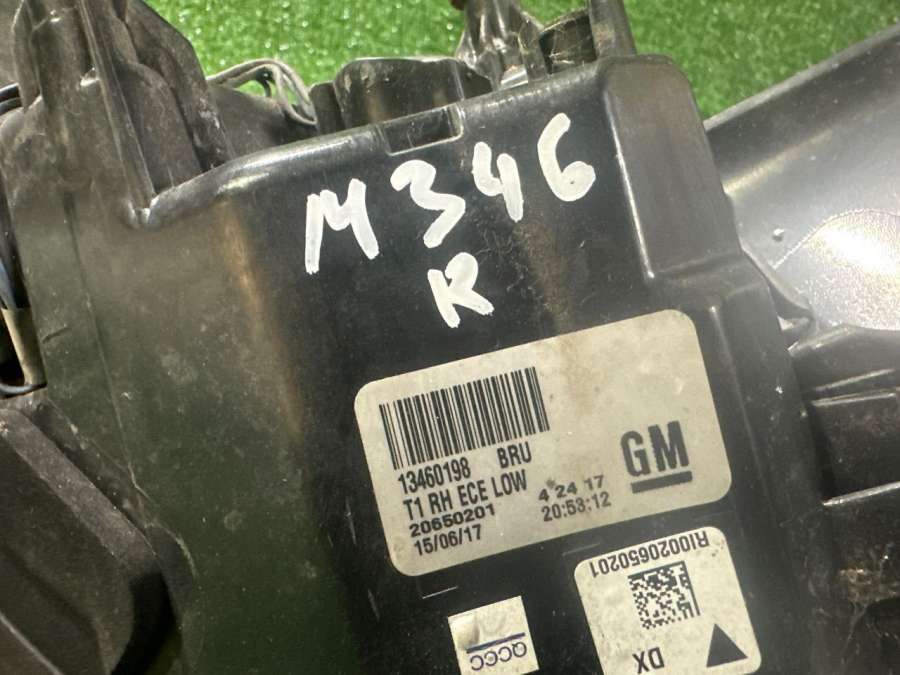 M346
R
13460198 BRU
T1 RH ECE LOW
20650201
15/06/17
4 24 17
20:53:12
GM
RI0020650201
DX
QCCC